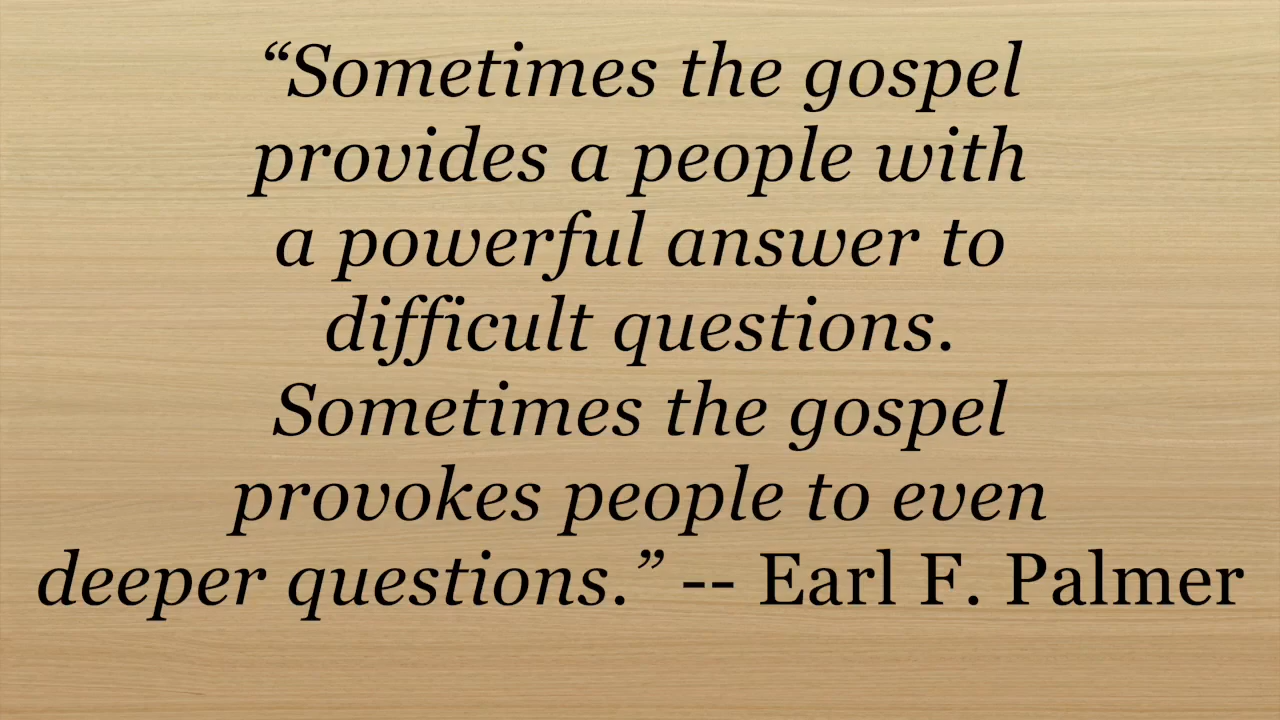 “Sometimes the gospel
provides a people with
a powerful answer to
difficult questions.
Sometimes the gospel
provokes people to even
deeper questions.” -- Earl F. Palmer